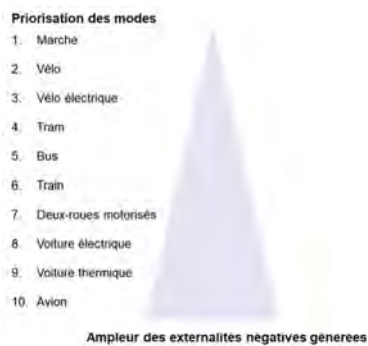 Priorisation des modes
1. Marche
2. Vélo
3. Vélo électrique
4. Tram
5. Bus
6. Train
7. Deux-roues motorisés
8. Voiture électrique
9. Voiture thermique
10. Avion
Ampleur des externalités négatives générées